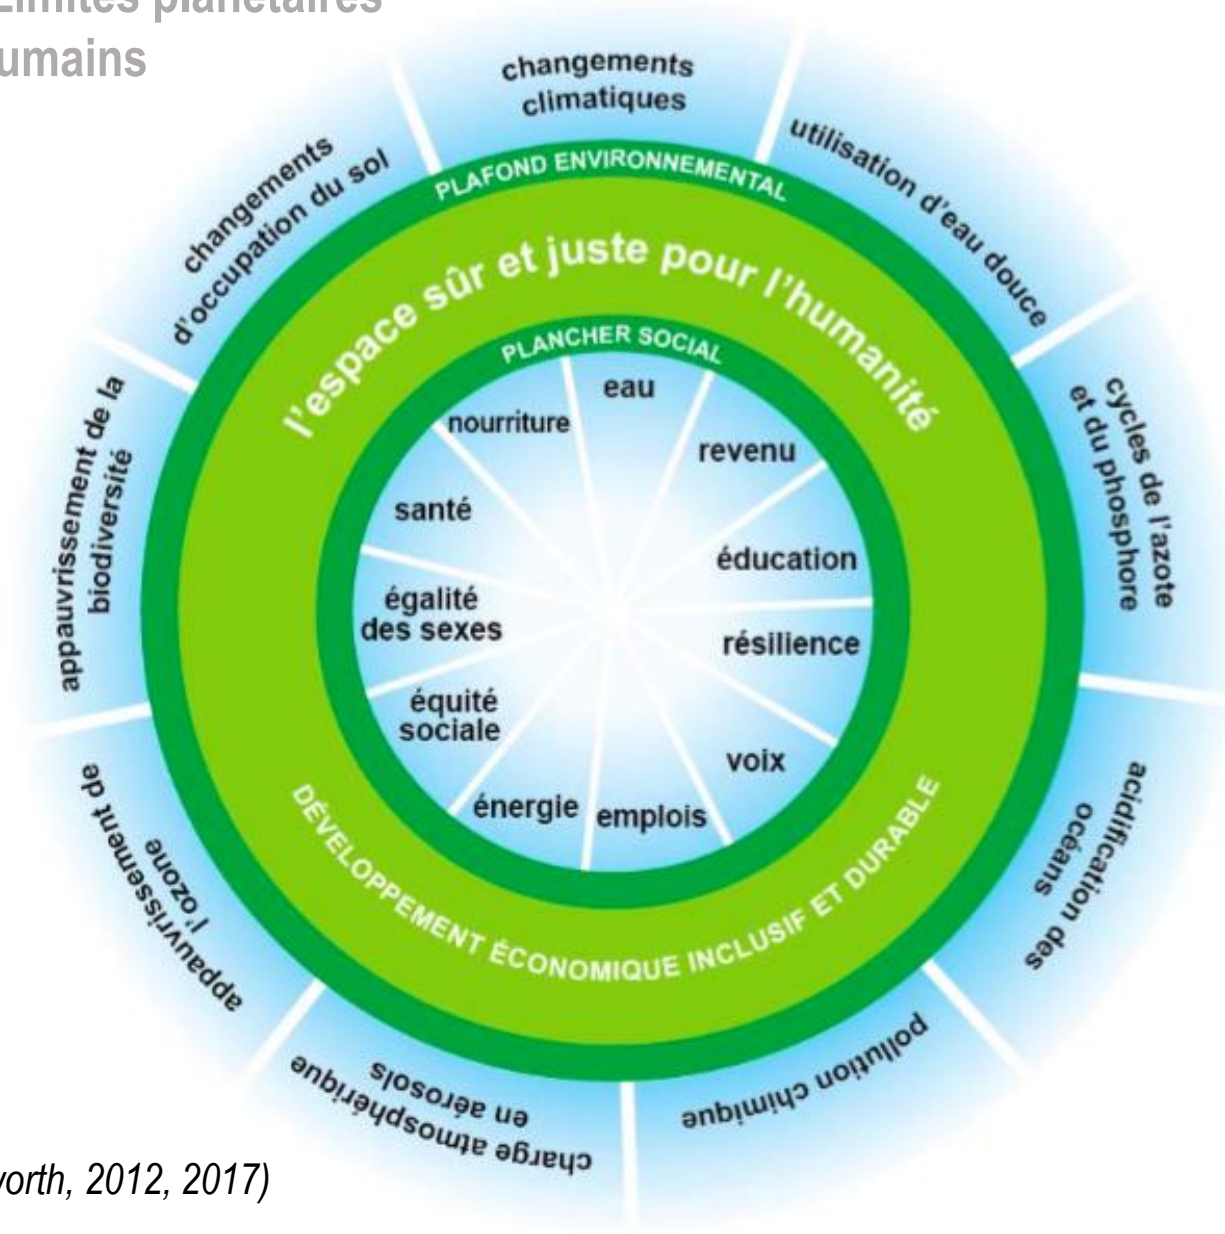 Limites planétaires
umains
changements
climatiques
utilisation d'eau douce
cycles de l'azote
et du phosphore
acidification des
océans
pollution chimique
charge atmosphérique
en aérosols
appauvrissement de
l'ozone
appauvrissement de la
biodiversité
changements
d'occupation du sol
PLAFOND ENVIRONNEMENTAL
l'espace sûr et juste pour l'humanité
PLANCHER SOCIAL
eau
revenu
éducation
résilience
voix
emplois
énergie
équité
sociale
égalité
des sexes
santé
nourriture
DÉVELOPPEMENT ÉCONOMIQUE INCLUSIF ET DURABLE
worth, 2012, 2017)